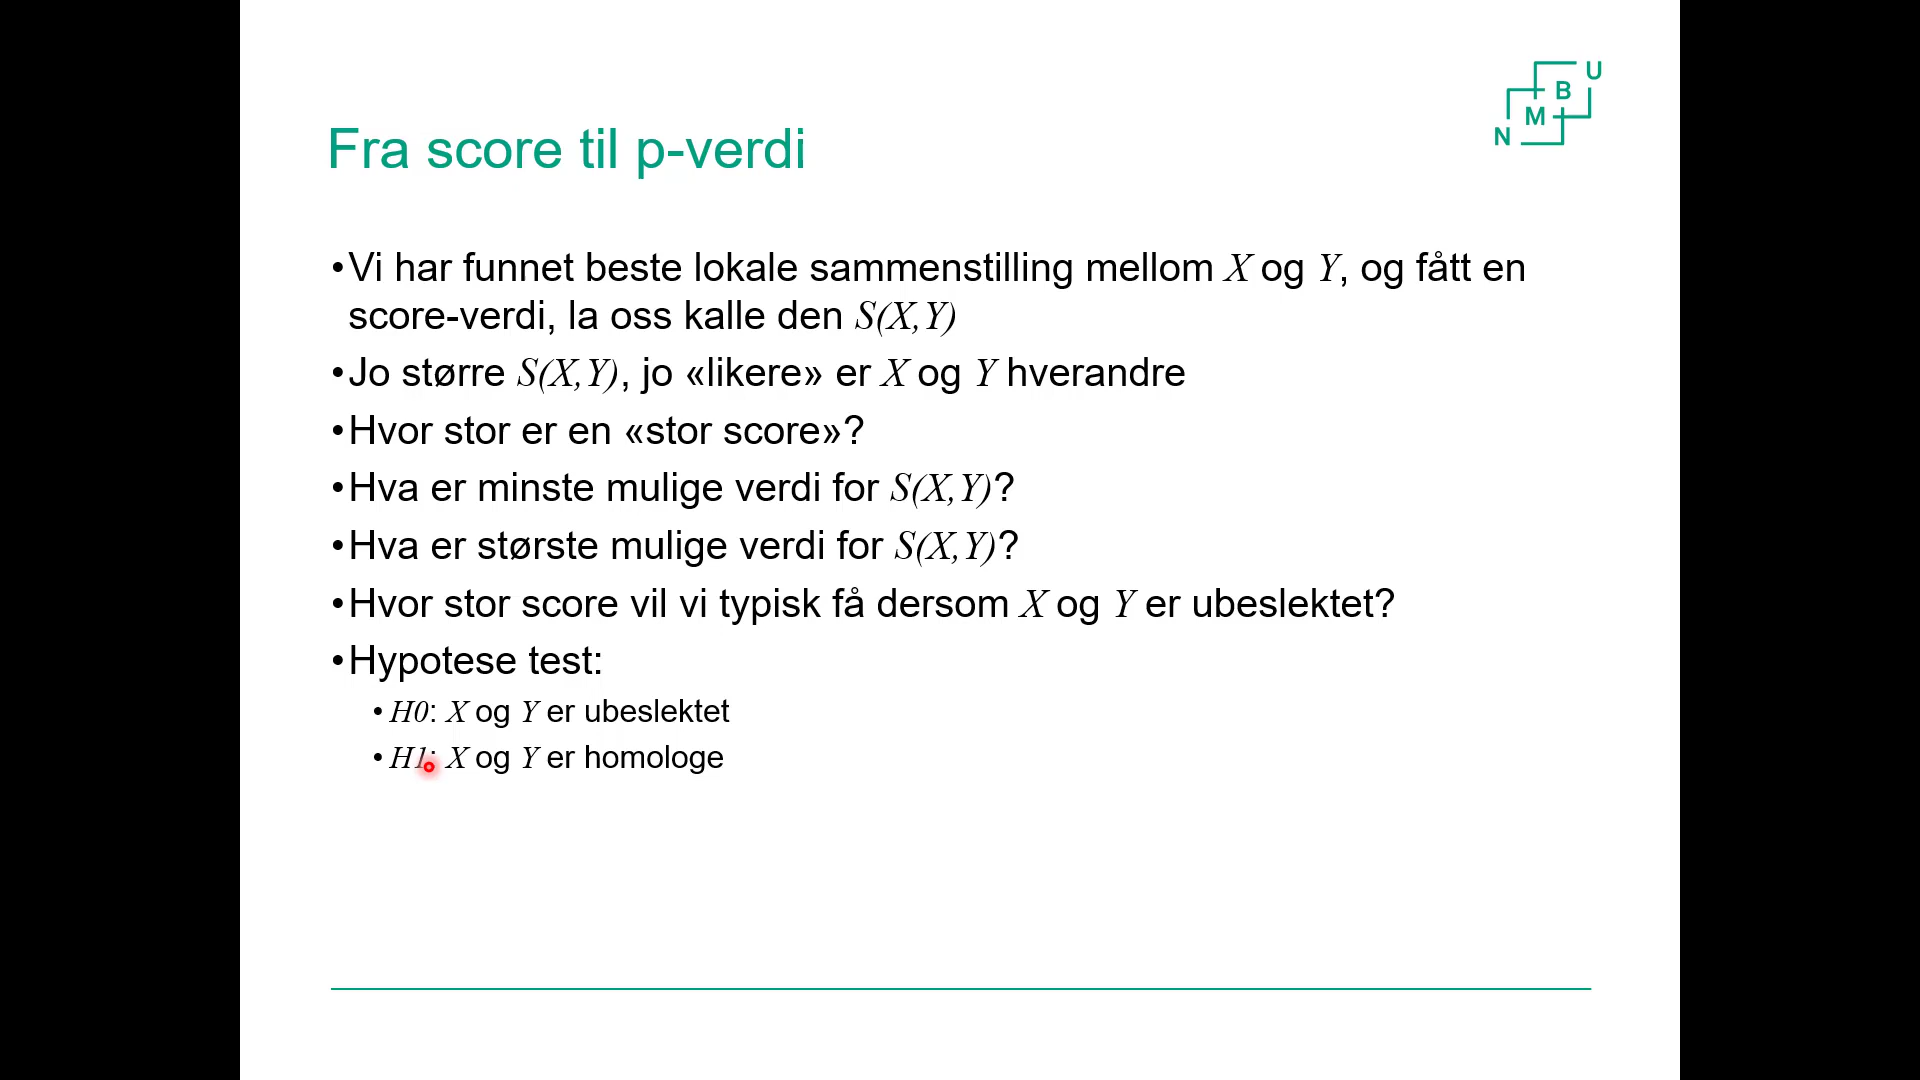 N M B U
Fra score til p-verdi
•Vi har funnet beste lokale sammenstilling mellom X og Y, og fått en
score-verdi, la oss kalle den S(X,Y)
•Jo større S(X,Y), jo «likere» er X og Y hverandre
•Hvor stor er en «stor score»?
•Hva er minste mulige verdi for S(X,Y)?
•Hva er største mulige verdi for S(X,Y)?
•Hvor stor score vil vi typisk få dersom X og Y er ubeslektet?
•Hypotese test:
•H0: X og Y er ubeslektet
•H1: X og Y er homologe